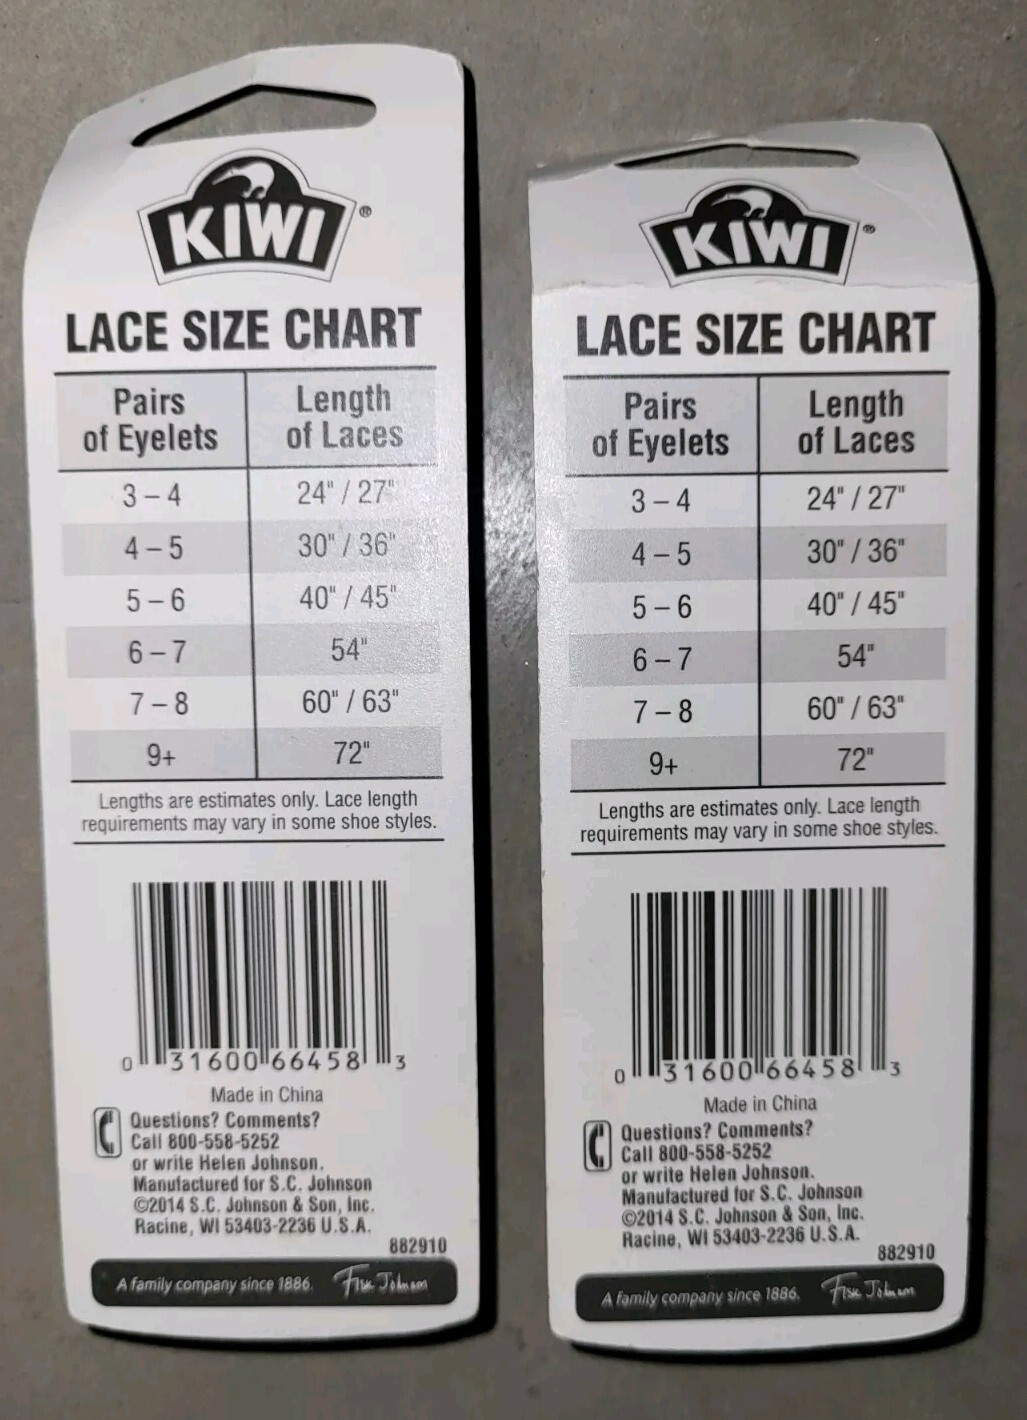 KIWI®
LACE SIZE CHART
Pairs of Eyelets Length of Laces
3 – 4 24" / 27"
4 – 5 30" / 36"
5 – 6 40" / 45"
6 – 7 54"
7 – 8 60" / 63"
9+ 72"
Lengths are estimates only. Lace length
requirements may vary in some shoe styles.
0 31600 66458 3
Made in China
Questions? Comments?
Call 800-558-5252
or write Helen Johnson.
Manufactured for S.C. Johnson
©2014 S.C. Johnson & Son, Inc.
Racine, WI 53403-2236 U.S.A.
882910
A family company since 1886. Fisk Johnson
KIWI®
LACE SIZE CHART
Pairs of Eyelets Length of Laces
3 – 4 24" / 27"
4 – 5 30" / 36"
5 – 6 40" / 45"
6 – 7 54"
7 – 8 60" / 63"
9+ 72"
Lengths are estimates only. Lace length
requirements may vary in some shoe styles.
0 31600 66458 3
Made in China
Questions? Comments?
Call 800-558-5252
or write Helen Johnson.
Manufactured for S.C. Johnson
©2014 S.C. Johnson & Son, Inc.
Racine, WI 53403-2236 U.S.A.
882910
A family company since 1886. Fisk Johnson